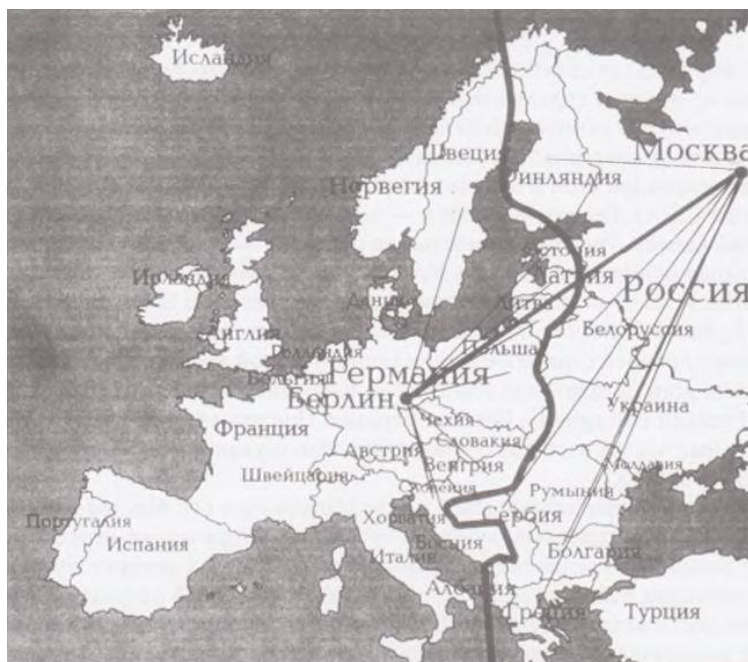 Исландия
Москва
Швеция
Финляндия
Норвегия
Эстония
Латвия
Ирландия
Дания
Литва
Россия
Англия
Белоруссия
Голландия
Польша
Бельгия
Германия
Берлин
Украина
Чехия
Франция
Словакия
Австрия
Венгрия
Молдавия
Швейцария
Словения
Румыния
Португалия
Хорватия
Сербия
Испания
Босния
Италия
Болгария
Албания
Греция
Турция